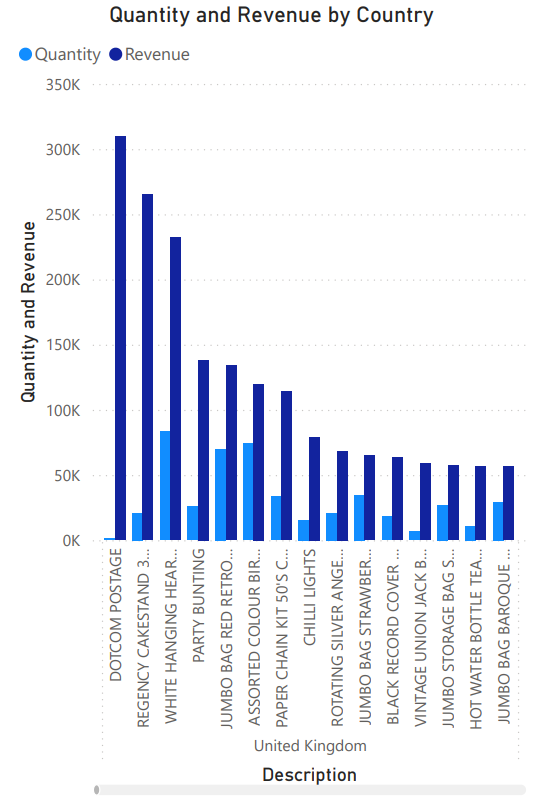 Quantity and Revenue by Country
Quantity Revenue
350K
300K
250K
200K
150K
100K
50K
0K
Quantity and Revenue
DOTCOM POSTAGE
REGENCY CAKESTAND 3...
WHITE HANGING HEAR...
PARTY BUNTING
JUMBO BAG RED RETRO...
ASSORTED COLOUR BIR...
PAPER CHAIN KIT 50'S C...
CHILLI LIGHTS
ROTATING SILVER ANGE...
JUMBO BAG STRAWBER...
BLACK RECORD COVER ...
VINTAGE UNION JACK B...
JUMBO STORAGE BAG S...
HOT WATER BOTTLE TEA...
JUMBO BAG BAROQUE ...
United Kingdom
Description